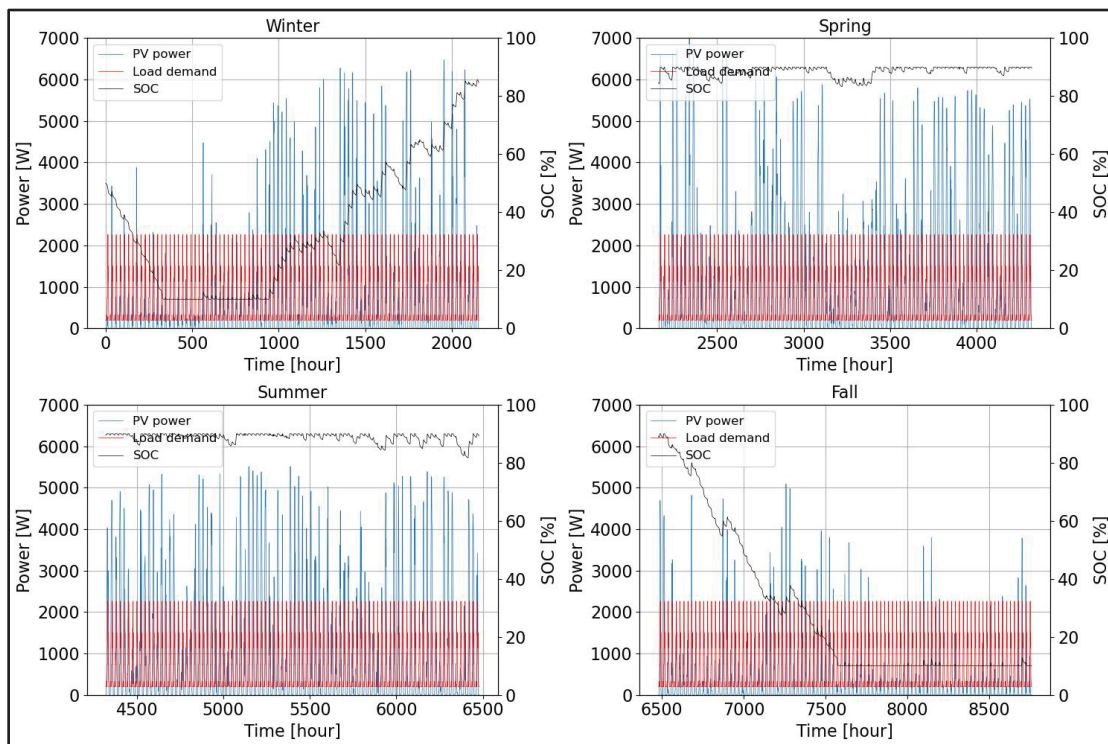 Winter
7000
6000
5000
4000
3000
2000
1000
0
Power [W]
PV power
Load demand
SOC
100
80
60
40
20
0
SOC [%]
0 500 1000 1500 2000
Time [hour]
Spring
7000
6000
5000
4000
3000
2000
1000
0
Power [W]
PV power
Load demand
SOC
100
80
60
40
20
0
SOC [%]
2500 3000 3500 4000
Time [hour]
Summer
7000
6000
5000
4000
3000
2000
1000
0
Power [W]
PV power
Load demand
SOC
100
80
60
40
20
0
SOC [%]
4500 5000 5500 6000 6500
Time [hour]
Fall
7000
6000
5000
4000
3000
2000
1000
0
Power [W]
PV power
Load demand
SOC
100
80
60
40
20
0
SOC [%]
6500 7000 7500 8000 8500
Time [hour]